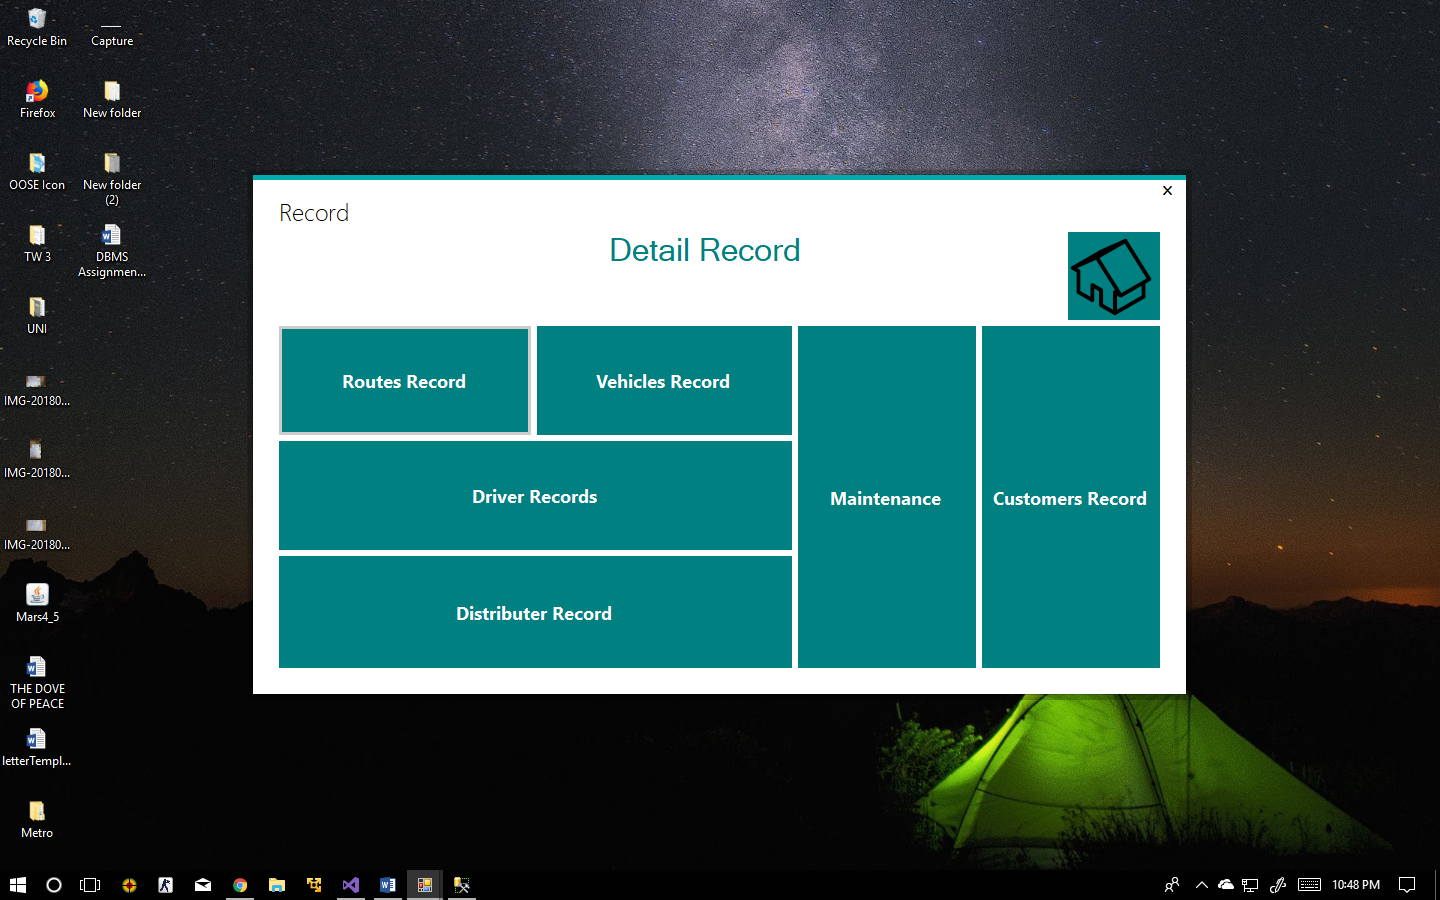 Recycle Bin
Capture
Firefox
New folder
OOSE Icon
New folder
(2)
TW 3
DBMS
Assignmen...
UNI
IMG-20180...
IMG-20180...
IMG-20180...
Mars4_5
THE DOVE
OF PEACE
letterTempl...
Metro
Record
Detail Record
Routes Record
Vehicles Record
Driver Records
Distributer Record
Maintenance
Customers Record
10:48 PM